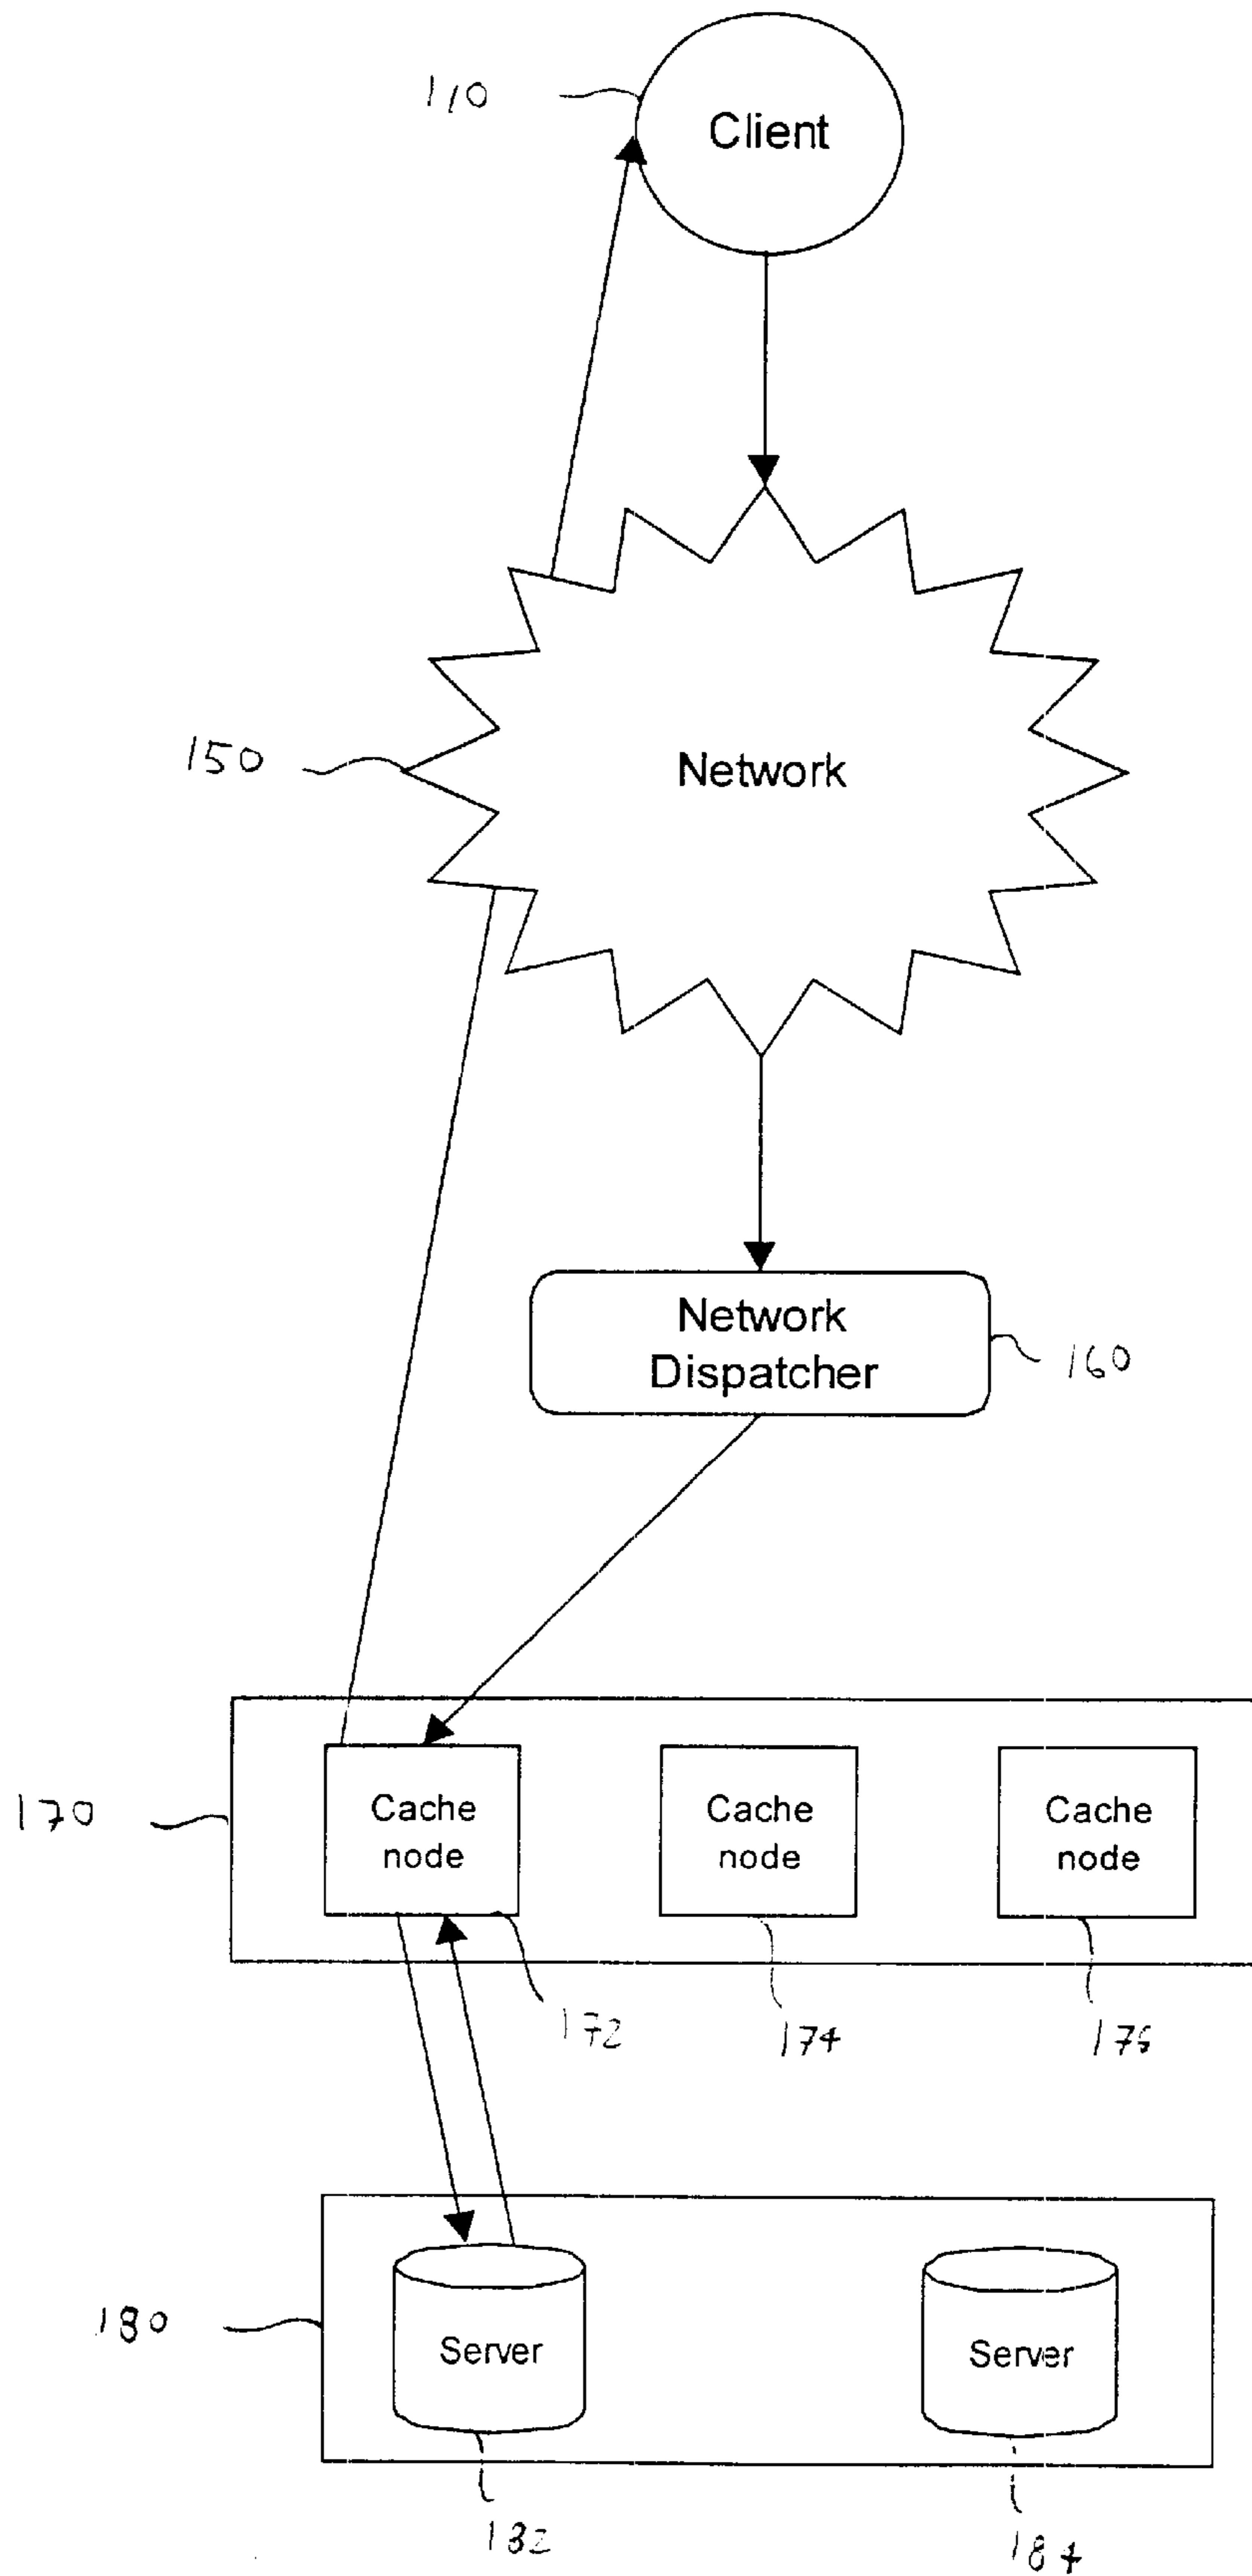 110
Client
150
Network
Network
Dispatcher
160
170
Cache
node
Cache
node
Cache
node
172
174
180
Server
Server
182
184